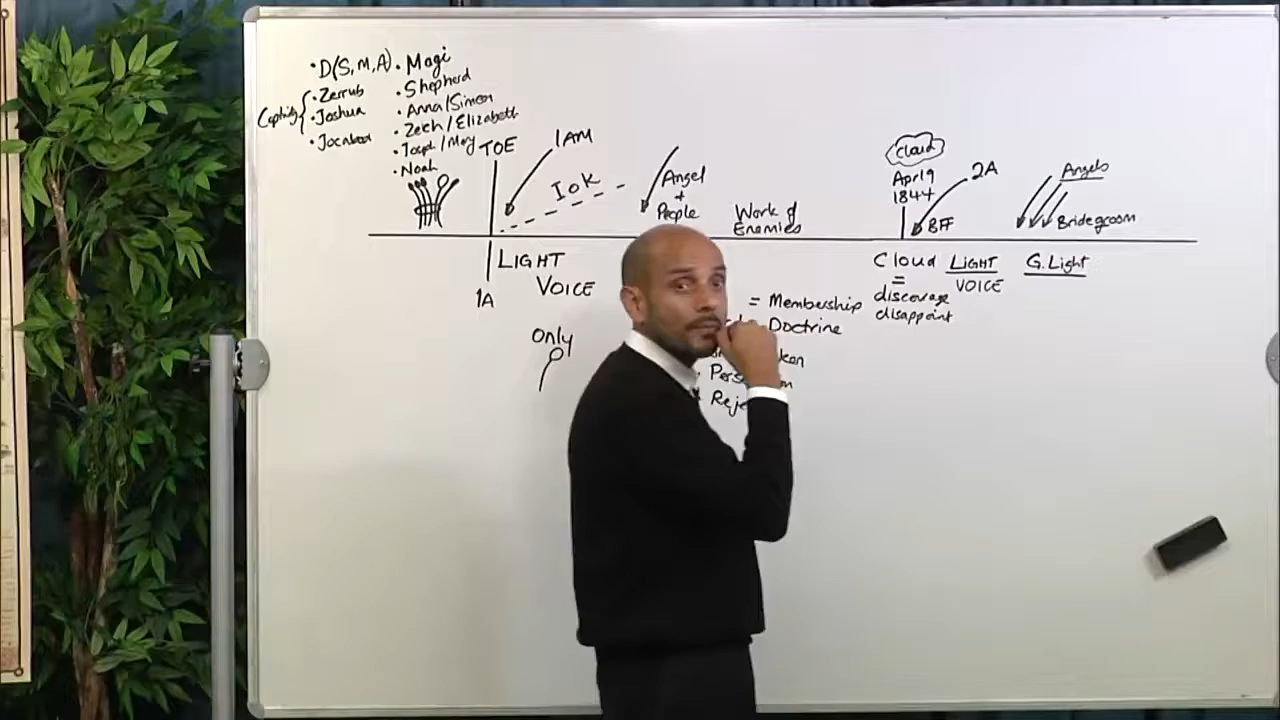 • D(S,M,A)
Captivity { • Zerrub
• Joshua
• Magi
• Shepherd
• Anna/Simeon
• Zech/Elizabeth
• Joseph/Mary
• Noah
TOE
1AM
IOK
Angel
+
People
Work of
Enemies
Cloud
April 9
1844
2A
BFF
Angels
Bridegroom
1A
LIGHT
VOICE
only
= Membership
Doctrine
Cloud
=
discourage
disappoint
LIGHT
VOICE
G.Light